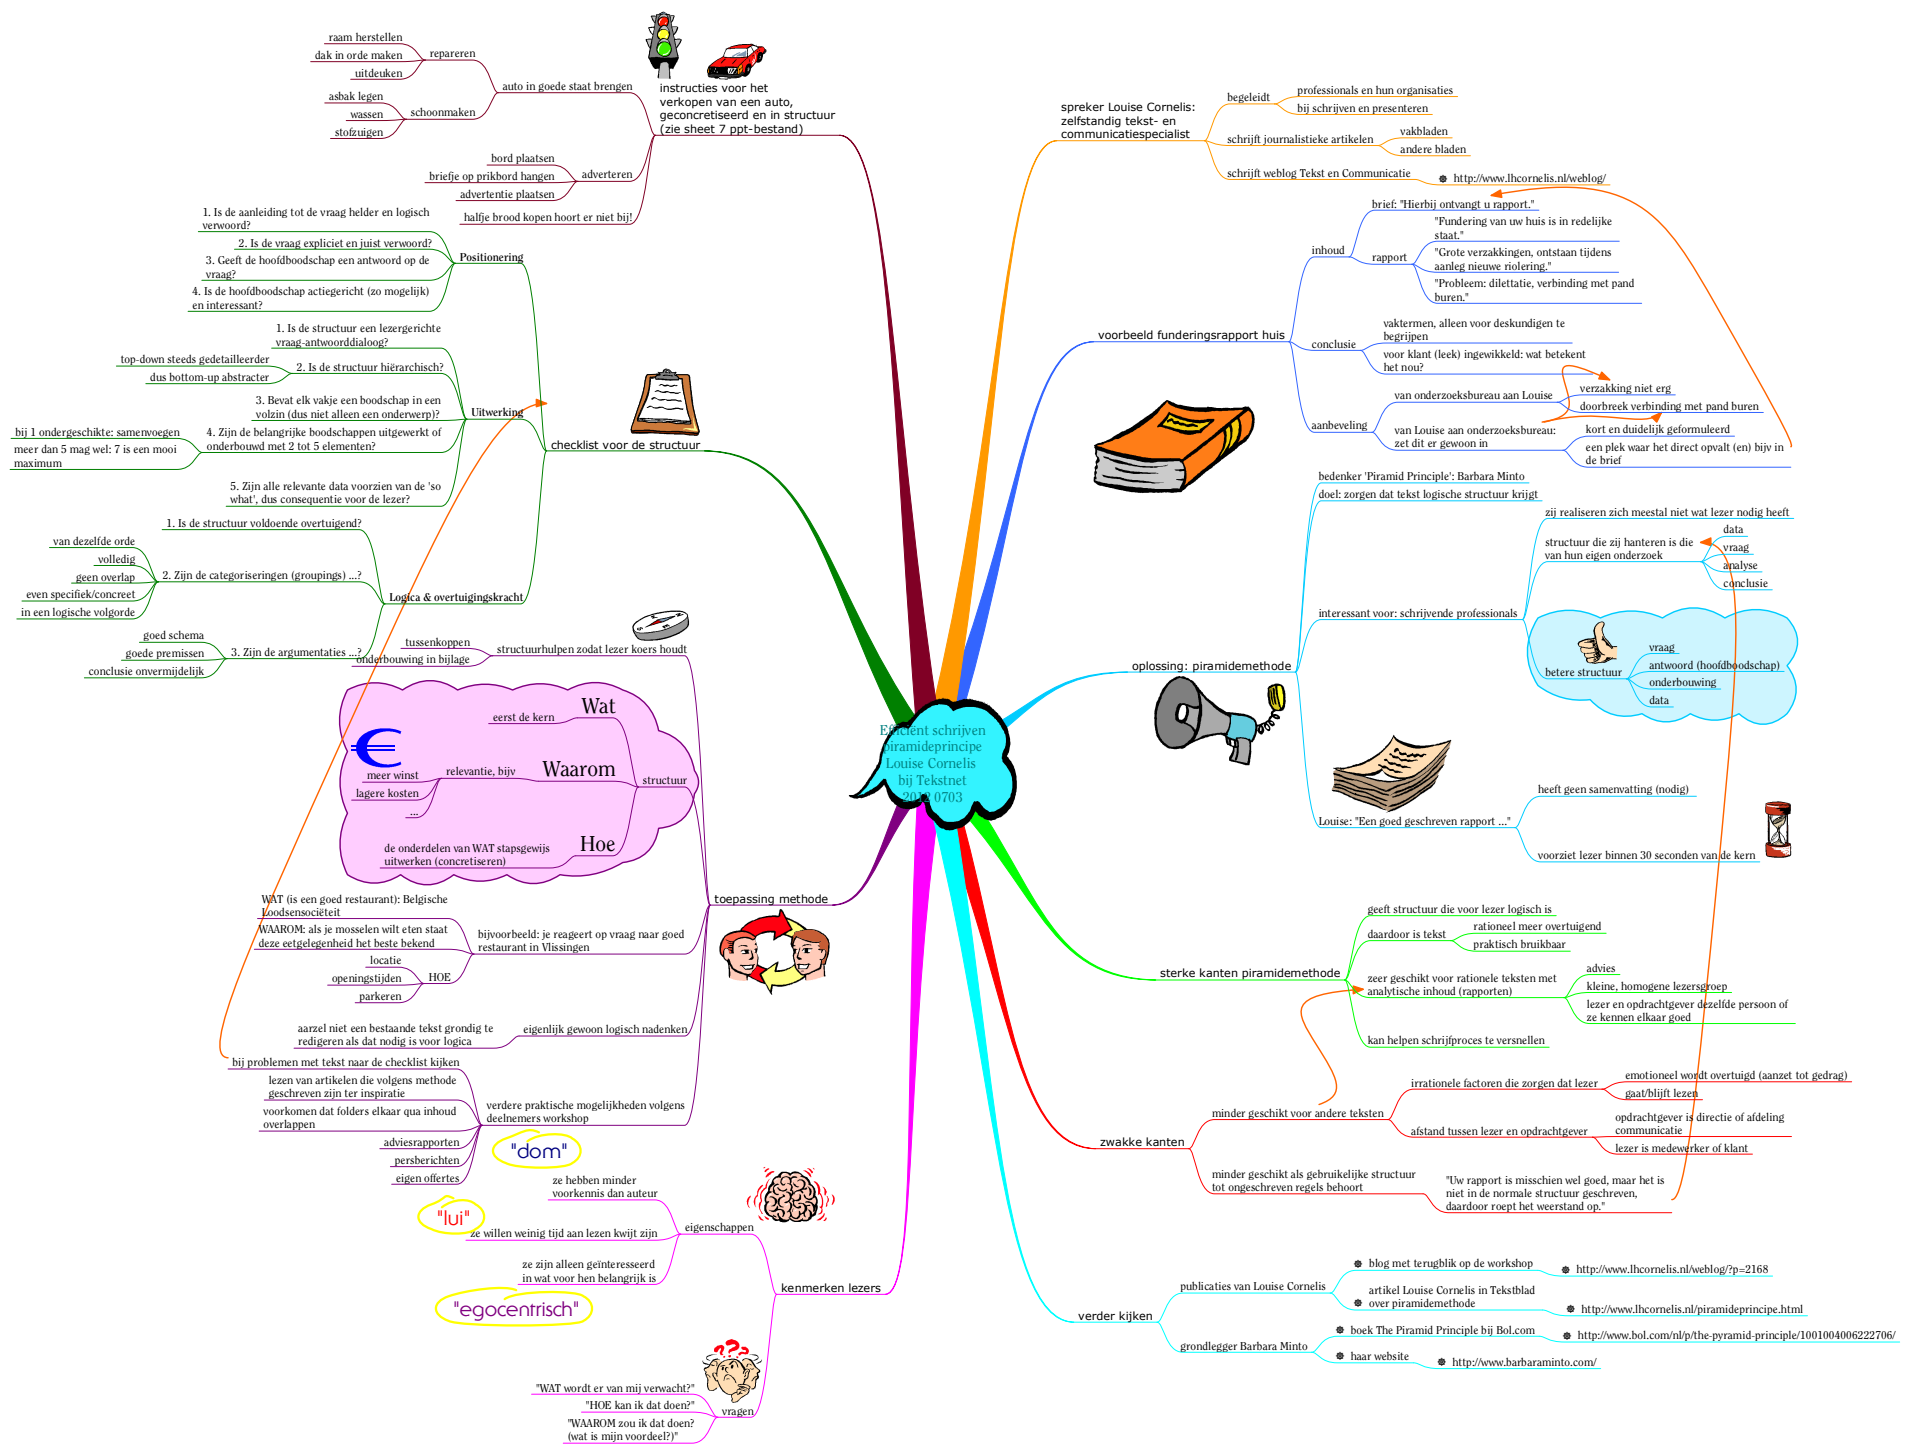 Efficiënt schrijven
piramideprincipe
Louise Cornelis
bij Tekstnet
2012 0703
spreker Louise Cornelis:
zelfstandig tekst- en
communicatiespecialist
begeleidt
professionals en hun organisaties
bij schrijven en presenteren
schrijft journalistieke artikelen
vakbladen
andere bladen
schrijft weblog Tekst en Communicatie
http://www.lhcornelis.nl/weblog/
voorbeeld funderingsrapport huis
inhoud
brief: "Hierbij ontvangt u rapport."
rapport
"Fundering van uw huis is in redelijke
staat."
"Grote verzakkingen, ontstaan tijdens
aanleg nieuwe riolering."
"Probleem: dilettatie, verbinding met pand
buren."
conclusie
vaktermen, alleen voor deskundigen te
begrijpen
voor klant (leek) ingewikkeld: wat betekent
het nou?
aanbeveling
van onderzoeksbureau aan Louise
verzakking niet erg
doorbreek verbinding met pand buren
van Louise aan onderzoeksbureau:
zet dit er gewoon in
kort en duidelijk geformuleerd
een plek waar het direct opvalt (en) bijv in
de brief
oplossing: piramidemethode
bedenker 'Piramid Principle': Barbara Minto
doel: zorgen dat tekst logische structuur krijgt
interessant voor: schrijvende professionals
zij realiseren zich meestal niet wat lezer nodig heeft
structuur die zij hanteren is die
van hun eigen onderzoek
data
vraag
analyse
conclusie
betere structuur
vraag
antwoord (hoofdboodschap)
onderbouwing
data
Louise: "Een goed geschreven rapport ..."
heeft geen samenvatting (nodig)
voorziet lezer binnen 30 seconden van de kern
sterke kanten piramidemethode
geeft structuur die voor lezer logisch is
daardoor is tekst
rationeel meer overtuigend
praktisch bruikbaar
zeer geschikt voor rationele teksten met
analytische inhoud (rapporten)
advies
kleine, homogene lezersgroep
lezer en opdrachtgever dezelfde persoon of
ze kennen elkaar goed
kan helpen schrijfproces te versnellen
zwakke kanten
minder geschikt voor andere teksten
irrationele factoren die zorgen dat lezer
emotioneel wordt overtuigd (aanzet tot gedrag)
gaat/blijft lezen
afstand tussen lezer en opdrachtgever
opdrachtgever is directie of afdeling
communicatie
lezer is medewerker of klant
minder geschikt als gebruikelijke structuur
tot ongeschreven regels behoort
"Uw rapport is misschien wel goed, maar het is
niet in de normale structuur geschreven,
daardoor roept het weerstand op."
verder kijken
publicaties van Louise Cornelis
blog met terugblik op de workshop
http://www.lhcornelis.nl/weblog/?p=2168
artikel Louise Cornelis in Tekstblad
over piramidemethode
http://www.lhcornelis.nl/piramideprincipe.html
grondlegger Barbara Minto
boek The Piramid Principle bij Bol.com
http://www.bol.com/nl/p/the-pyramid-principle/1001004006222706/
haar website
http://www.barbaraminto.com/
instructies voor het
verkopen van een auto,
geconcretiseerd en in structuur
(zie sheet 7 ppt-bestand)
auto in goede staat brengen
repareren
raam herstellen
dak in orde maken
uitdeuken
schoonmaken
asbak legen
wassen
stofzuigen
adverteren
bord plaatsen
briefje op prikbord hangen
advertentie plaatsen
halfje brood kopen hoort er niet bij!
checklist voor de structuur
Positionering
1. Is de aanleiding tot de vraag helder en logisch
verwoord?
2. Is de vraag expliciet en juist verwoord?
3. Geeft de hoofdboodschap een antwoord op de
vraag?
4. Is de hoofdboodschap actiegericht (zo mogelijk)
en interessant?
Uitwerking
1. Is de structuur een lezergerichte
vraag-antwoorddialoog?
2. Is de structuur hiërarchisch?
top-down steeds gedetailleerder
dus bottom-up abstracter
3. Bevat elk vakje een boodschap in een
volzin (dus niet alleen een onderwerp)?
4. Zijn de belangrijke boodschappen uitgewerkt of
onderbouwd met 2 tot 5 elementen?
bij 1 ondergeschikte: samenvoegen
meer dan 5 mag wel: 7 is een mooi
maximum
5. Zijn alle relevante data voorzien van de 'so
what', dus consequentie voor de lezer?
Logica & overtuigingskracht
1. Is de structuur voldoende overtuigend?
2. Zijn de categoriseringen (groupings) ...?
van dezelfde orde
volledig
geen overlap
even specifiek/concreet
in een logische volgorde
3. Zijn de argumentaties ...?
goed schema
goede premissen
conclusie onvermijdelijk
toepassing methode
structuurhulpen zodat lezer koers houdt
tussenkoppen
onderbouwing in bijlage
structuur
Wat
eerst de kern
Waarom
relevantie, bijv
meer winst
lagere kosten
...
Hoe
de onderdelen van WAT stapsgewijs
uitwerken (concretiseren)
bijvoorbeeld: je reageert op vraag naar goed
restaurant in Vlissingen
WAT (is een goed restaurant): Belgische
Loodsensociëteit
WAAROM: als je mosselen wilt eten staat
deze eetgelegenheid het beste bekend
HOE
locatie
openingstijden
parkeren
eigenlijk gewoon logisch nadenken
aarzel niet een bestaande tekst grondig te
redigeren als dat nodig is voor logica
verdere praktische mogelijkheden volgens
deelnemers workshop
bij problemen met tekst naar de checklist kijken
lezen van artikelen die volgens methode
geschreven zijn ter inspiratie
voorkomen dat folders elkaar qua inhoud
overlappen
adviesrapporten
persberichten
eigen offertes
kenmerken lezers
eigenschappen
"dom"
ze hebben minder
voorkennis dan auteur
"lui"
ze willen weinig tijd aan lezen kwijt zijn
ze zijn alleen geïnteresseerd
in wat voor hen belangrijk is
"egocentrisch"
vragen
"WAT wordt er van mij verwacht?"
"HOE kan ik dat doen?"
"WAAROM zou ik dat doen?
(wat is mijn voordeel?)"